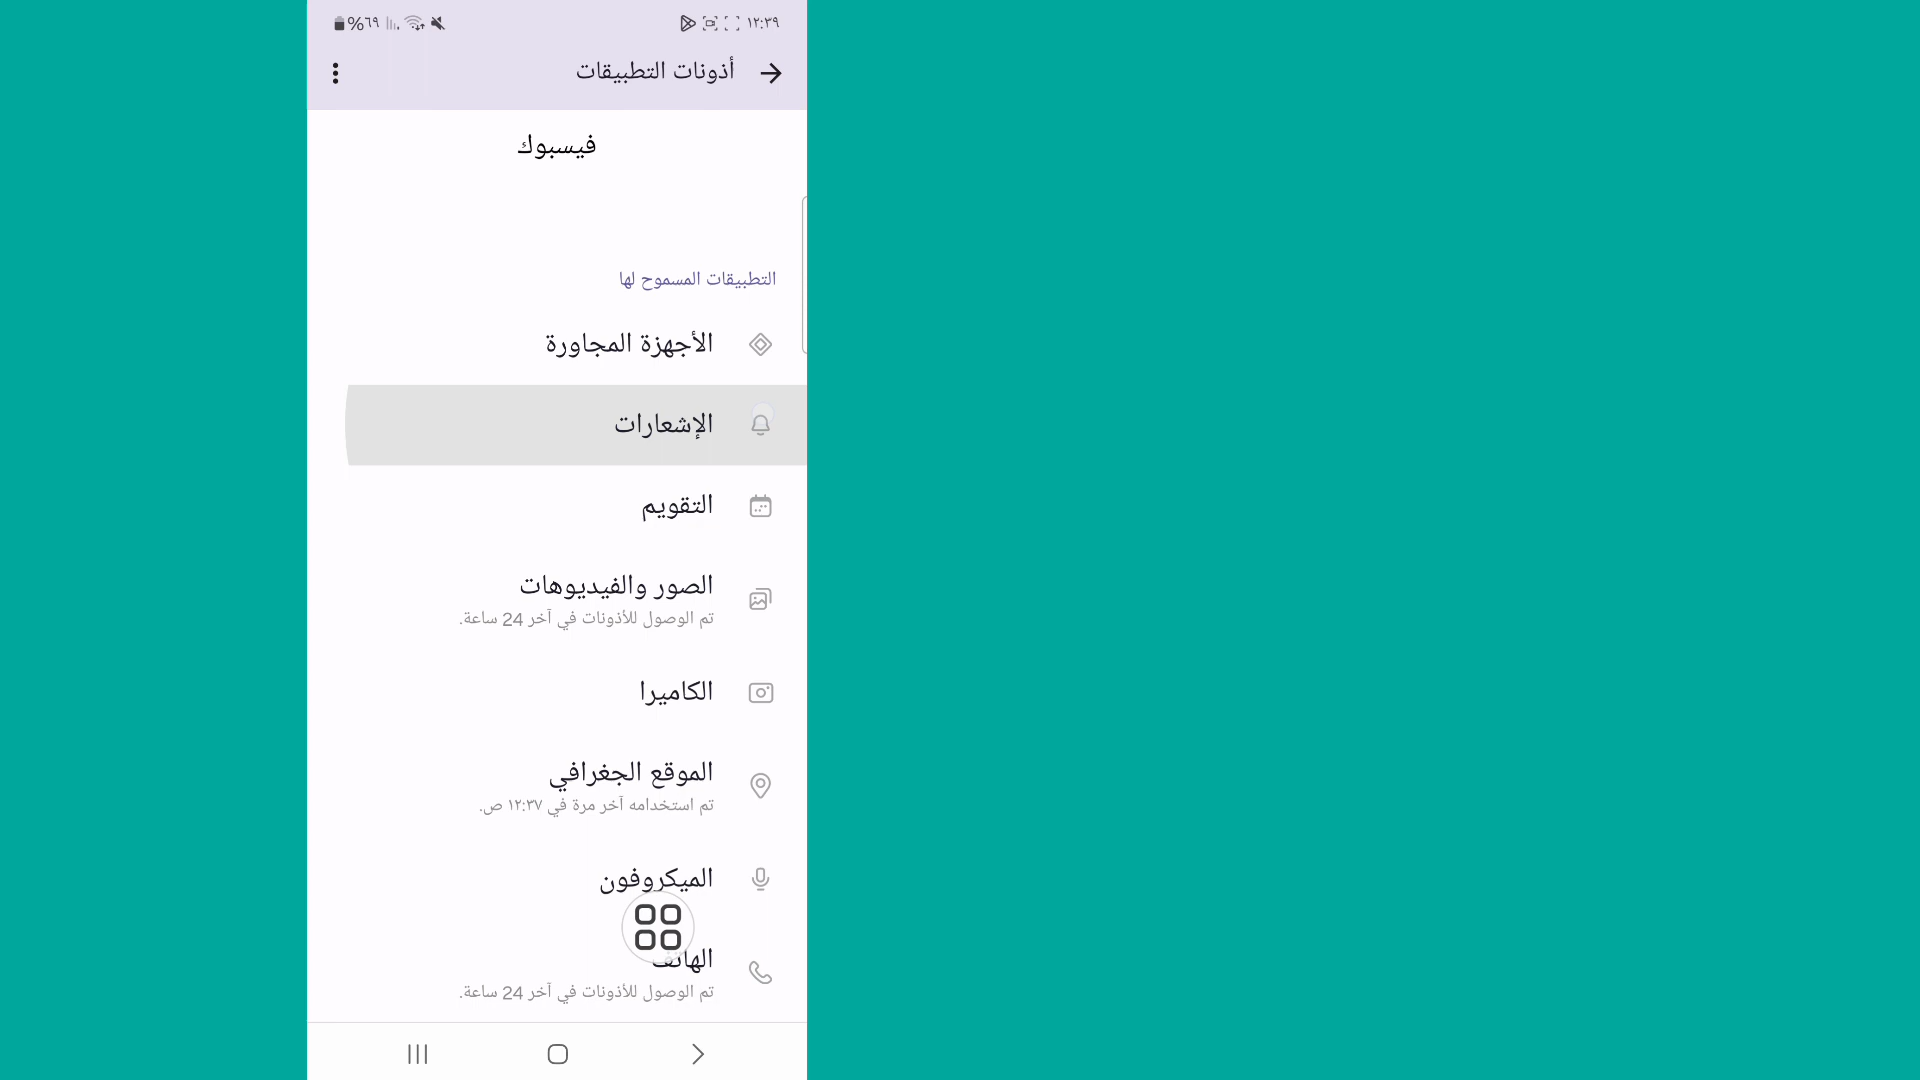 ١٢:٣٩
%٦٩
أذونات التطبيقات
فيسبوك
التطبيقات المسموح لها
الأجهزة المجاورة
الإشعارات
التقويم
الصور والفيديوهات
تم الوصول للأذونات في آخر 24 ساعة.
الكاميرا
الموقع الجغرافي
تم استخدامه آخر مرة في ١٢:٣٧ ص.
الميكروفون
الهاتف
تم الوصول للأذونات في آخر 24 ساعة.